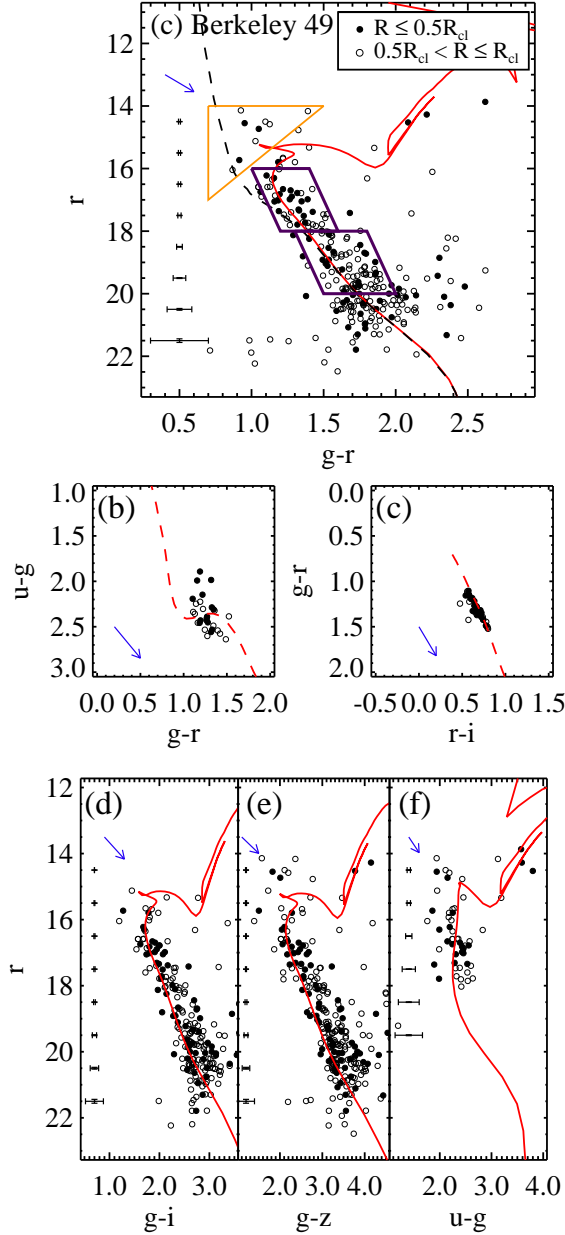 (c) Berkeley 49
R ≤ 0.5R_cl
0.5R_cl < R ≤ R_cl
12
14
16
18
20
22
r
0.5 1.0 1.5 2.0 2.5
g-r
(b)
1.0
1.5
2.0
2.5
3.0
u-g
0.0 0.5 1.0 1.5 2.0
g-r
(c)
0.0
0.5
1.0
1.5
2.0
g-r
-0.5 0.0 0.5 1.0 1.5
r-i
(d) (e) (f)
12
14
16
18
20
22
r
1.0 2.0 3.0 2.0 3.0 4.0 2.0 3.0 4.0
g-i g-z u-g